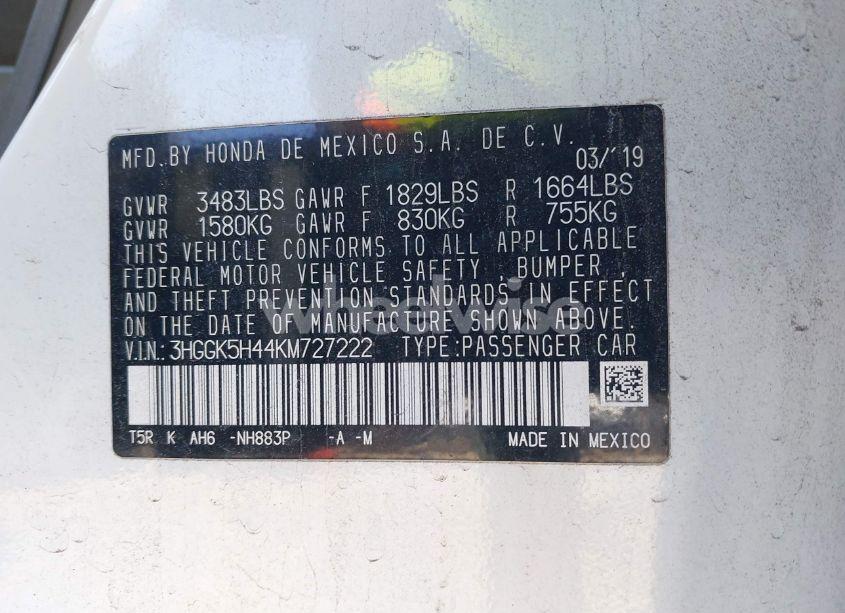 MFD.BY HONDA DE MEXICO S.A. DE C.V.
03/'19
GVWR 3483LBS GAWR F 1829LBS R 1664LBS
GVWR 1580KG GAWR F 830KG R 755KG
THIS VEHICLE CONFORMS TO ALL APPLICABLE
FEDERAL MOTOR VEHICLE SAFETY ,BUMPER ,
AND THEFT PREVENTION STANDARDS IN EFFECT
ON THE DATE OF MANUFACTURE SHOWN ABOVE.
wheelwise
V.I.N.: 3HGGK5H44KM727222 TYPE:PASSENGER CAR
T5R K AH6 -NH883P -A -M MADE IN MEXICO